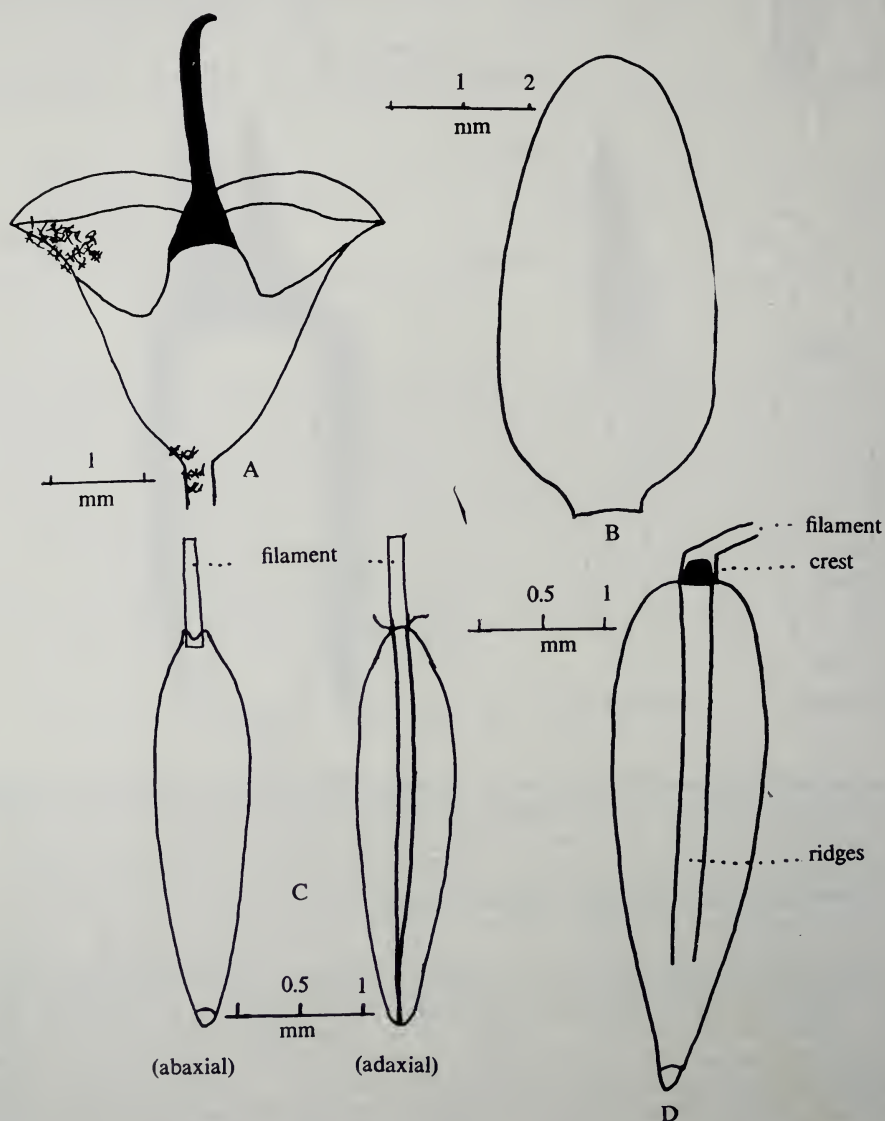 1 2
mm
1
mm
A
B
filament
crest
filament
0.5 1
mm
ridges
C
0.5 1
mm
(abaxial)
(adaxial)
D